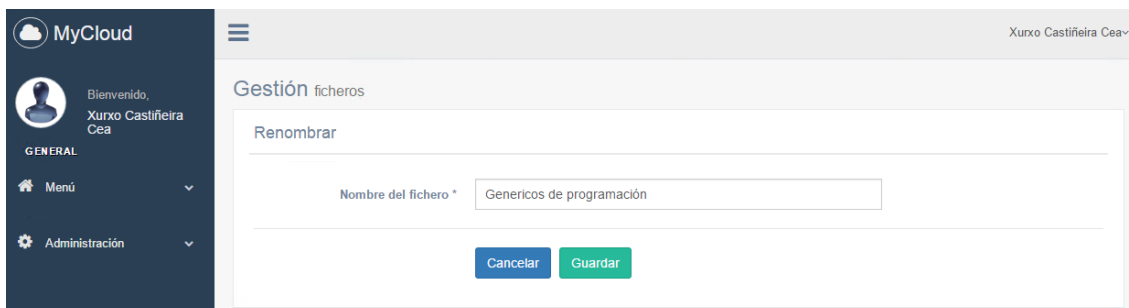 MyCloud
Xurxo Castiñeira Cea
Bienvenido,
Xurxo Castiñeira
Cea
GENERAL
Menú
Administración
Gestión ficheros
Renombrar
Nombre del fichero * Genericos de programación
Cancelar Guardar